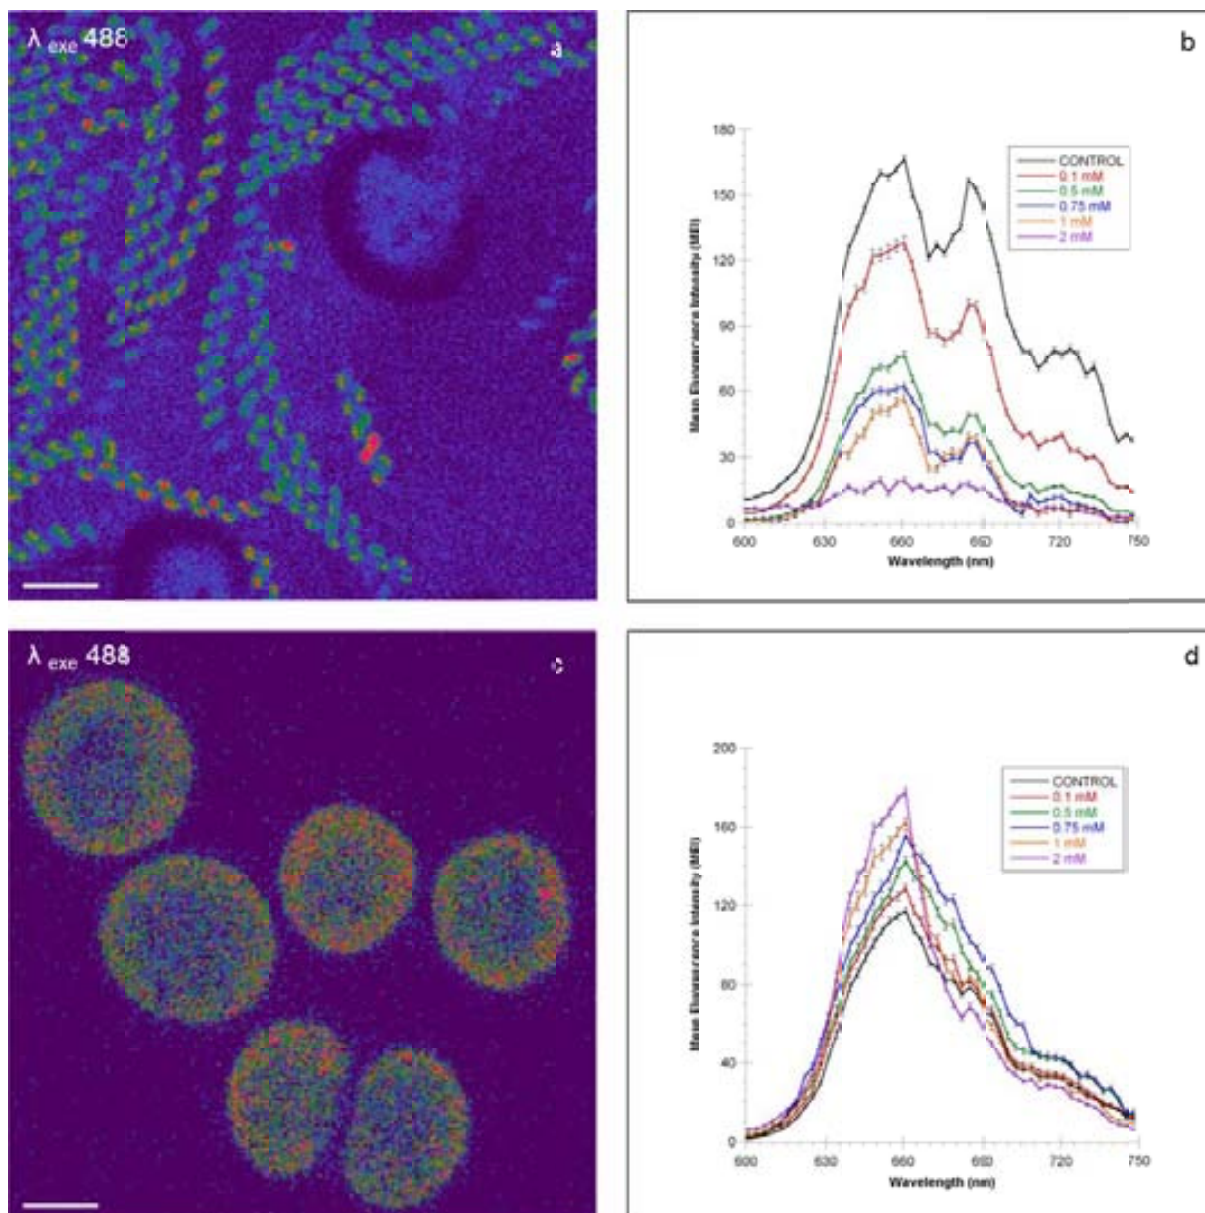 λ exe 488
a
b
180
150
120
90
60
30
0
600 630 660 690 720 750
Mean Fluorescence Intensity (MFI)
Wavelength (nm)
CONTROL
0.1 mM
0.5 mM
0.75 mM
1 mM
2 mM
λ exe 488
c
d
200
160
120
80
40
0
600 630 660 690 720 750
Mean Fluorescence Intensity (MFI)
Wavelength (nm)
CONTROL
0.1 mM
0.5 mM
0.75 mM
1 mM
2 mM